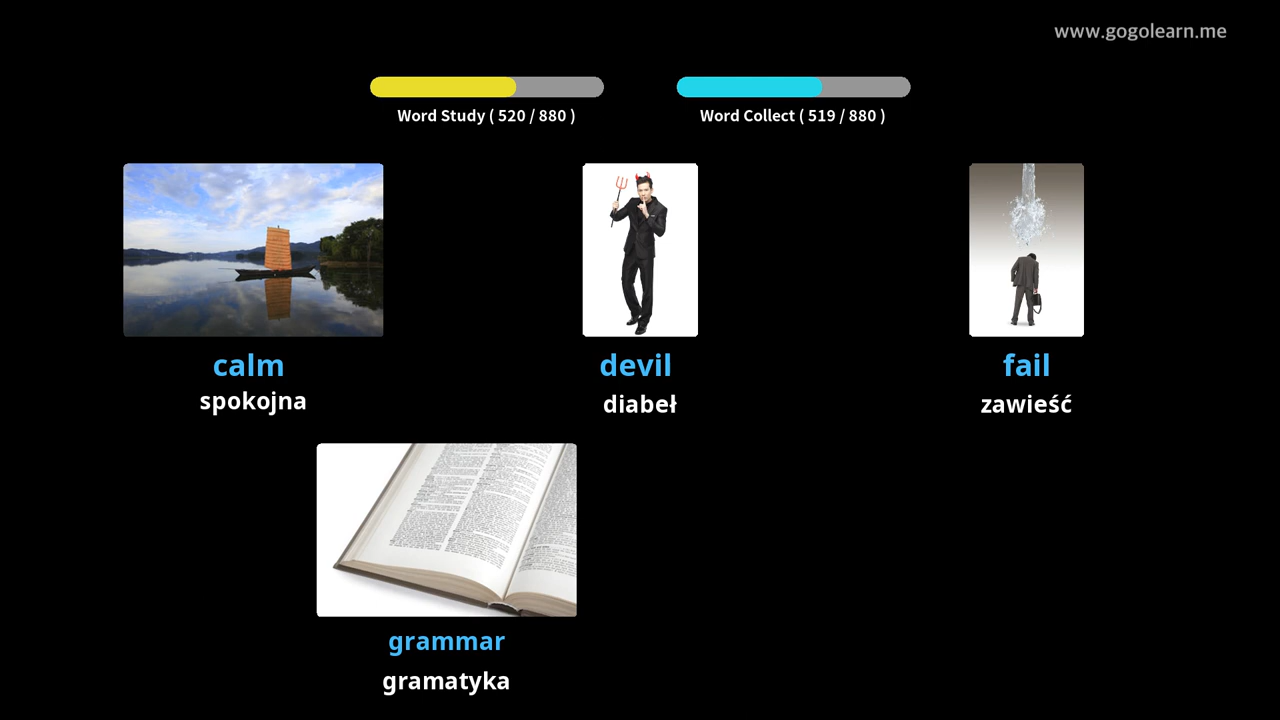 www.gogolearn.me
Word Study ( 520 / 880 )
Word Collect ( 519 / 880 )
calm
devil
fail
spokojna
diabeł
zawieść
grammar
gramatyka